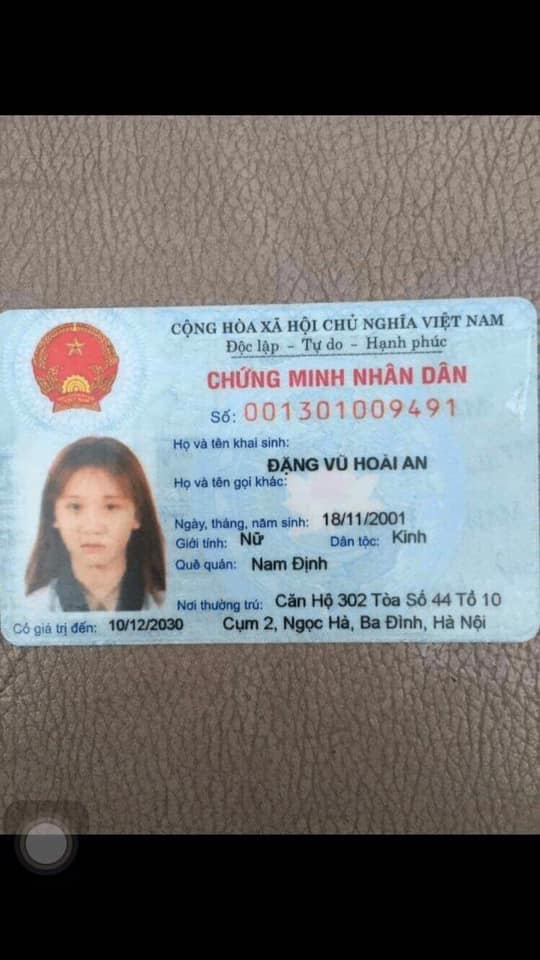 CỘNG HÒA XÃ HỘI CHỦ NGHĨA VIỆT NAM
Độc lập - Tự do - Hạnh phúc
CHỨNG MINH NHÂN DÂN
Số: 001301009491
Họ và tên khai sinh:
ĐẶNG VŨ HOÀI AN
Họ và tên gọi khác:
Ngày, tháng, năm sinh: 18/11/2001
Giới tính: Nữ Dân tộc: Kinh
Quê quán: Nam Định
Nơi thường trú: Căn Hộ 302 Tòa Số 44 Tổ 10
Có giá trị đến: 10/12/2030 Cụm 2, Ngọc Hà, Ba Đình, Hà Nội